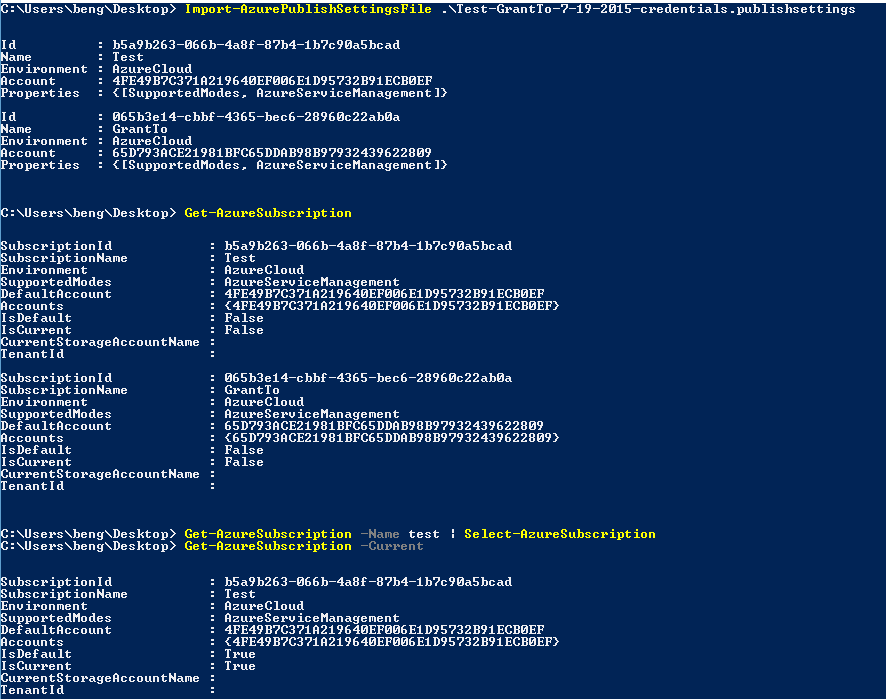 C:\Users\beng\Desktop> Import-AzurePublishSettingsFile .\Test-GrantTo-7-19-2015-credentials.publishsettings
Id          : b5a9b263-066b-4a8f-87b4-1b7c90a5bcad
Name        : Test
Environment : AzureCloud
Account     : 4FE49B7C371A219640EF006E1D95732B91ECB0EF
Properties  : {[SupportedModes, AzureServiceManagement]}
Id          : 065b3e14-cbbf-4365-bec6-28960c22ab0a
Name        : GrantTo
Environment : AzureCloud
Account     : 65D793ACE21981BFC65DDAB98B97932439622809
Properties  : {[SupportedModes, AzureServiceManagement]}
C:\Users\beng\Desktop> Get-AzureSubscription
SubscriptionId            : b5a9b263-066b-4a8f-87b4-1b7c90a5bcad
SubscriptionName          : Test
Environment               : AzureCloud
SupportedModes            : AzureServiceManagement
DefaultAccount            : 4FE49B7C371A219640EF006E1D95732B91ECB0EF
Accounts                  : {4FE49B7C371A219640EF006E1D95732B91ECB0EF}
IsDefault                 : False
IsCurrent                 : False
CurrentStorageAccountName :
TenantId                  :
SubscriptionId            : 065b3e14-cbbf-4365-bec6-28960c22ab0a
SubscriptionName          : GrantTo
Environment               : AzureCloud
SupportedModes            : AzureServiceManagement
DefaultAccount            : 65D793ACE21981BFC65DDAB98B97932439622809
Accounts                  : {65D793ACE21981BFC65DDAB98B97932439622809}
IsDefault                 : False
IsCurrent                 : False
CurrentStorageAccountName :
TenantId                  :
C:\Users\beng\Desktop> Get-AzureSubscription -Name test | Select-AzureSubscription
C:\Users\beng\Desktop> Get-AzureSubscription -Current
SubscriptionId            : b5a9b263-066b-4a8f-87b4-1b7c90a5bcad
SubscriptionName          : Test
Environment               : AzureCloud
SupportedModes            : AzureServiceManagement
DefaultAccount            : 4FE49B7C371A219640EF006E1D95732B91ECB0EF
Accounts                  : {4FE49B7C371A219640EF006E1D95732B91ECB0EF}
IsDefault                 : True
IsCurrent                 : True
CurrentStorageAccountName :
TenantId                  :